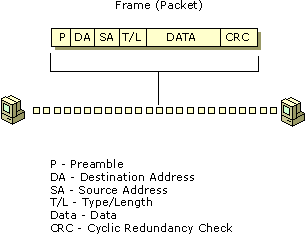 Frame (Packet)
P DA SA T/L DATA CRC
P - Preamble
DA - Destination Address
SA - Source Address
T/L - Type/Length
Data - Data
CRC - Cyclic Redundancy Check